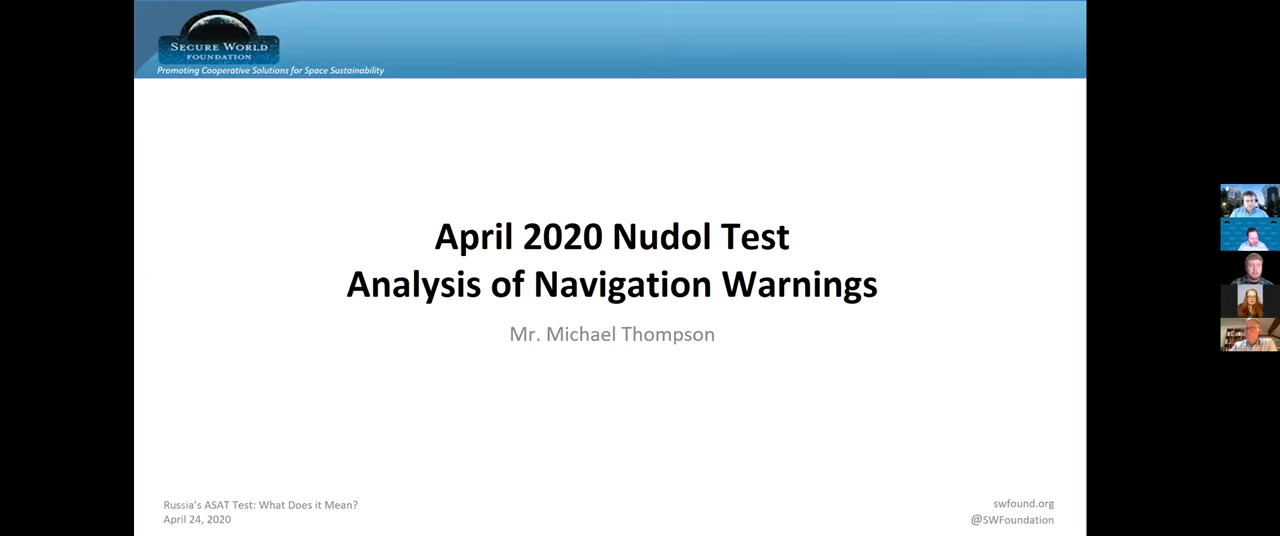 SECURE WORLD
FOUNDATION
Promoting Cooperative Solutions for Space Sustainability
April 2020 Nudol Test
Analysis of Navigation Warnings
Mr. Michael Thompson
Russia's ASAT Test: What Does it Mean?
April 24, 2020
swfound.org
@SWFoundation